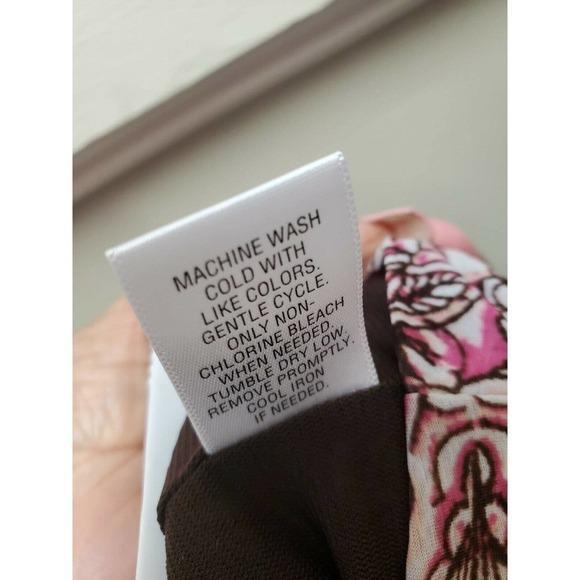 MACHINE WASH
COLD WITH
LIKE COLORS.
GENTLE CYCLE.
ONLY NON-
CHLORINE BLEACH
WHEN NEEDED.
TUMBLE DRY LOW.
REMOVE PROMPTLY.
COOL IRON
IF NEEDED.